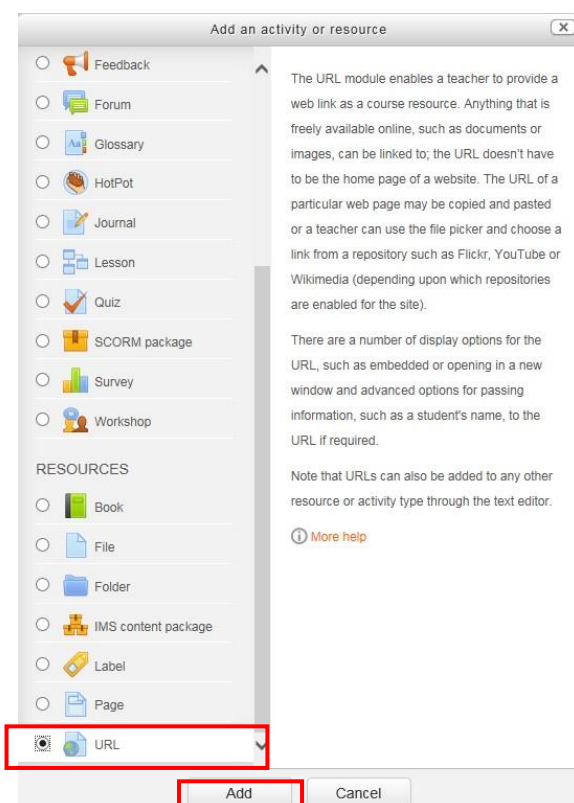 Add an activity or resource
Feedback
Forum
Glossary
HotPot
Journal
Lesson
Quiz
SCORM package
Survey
Workshop
RESOURCES
Book
File
Folder
IMS content package
Label
Page
URL
The URL module enables a teacher to provide a
web link as a course resource. Anything that is
freely available online, such as documents or
images, can be linked to; the URL doesn't have
to be the home page of a website. The URL of a
particular web page may be copied and pasted
or a teacher can use the file picker and choose a
link from a repository such as Flickr, YouTube or
Wikimedia (depending upon which repositories
are enabled for the site).
There are a number of display options for the
URL, such as embedded or opening in a new
window and advanced options for passing
information, such as a student's name, to the
URL if required.
Note that URLs can also be added to any other
resource or activity type through the text editor.
More help
Add
Cancel